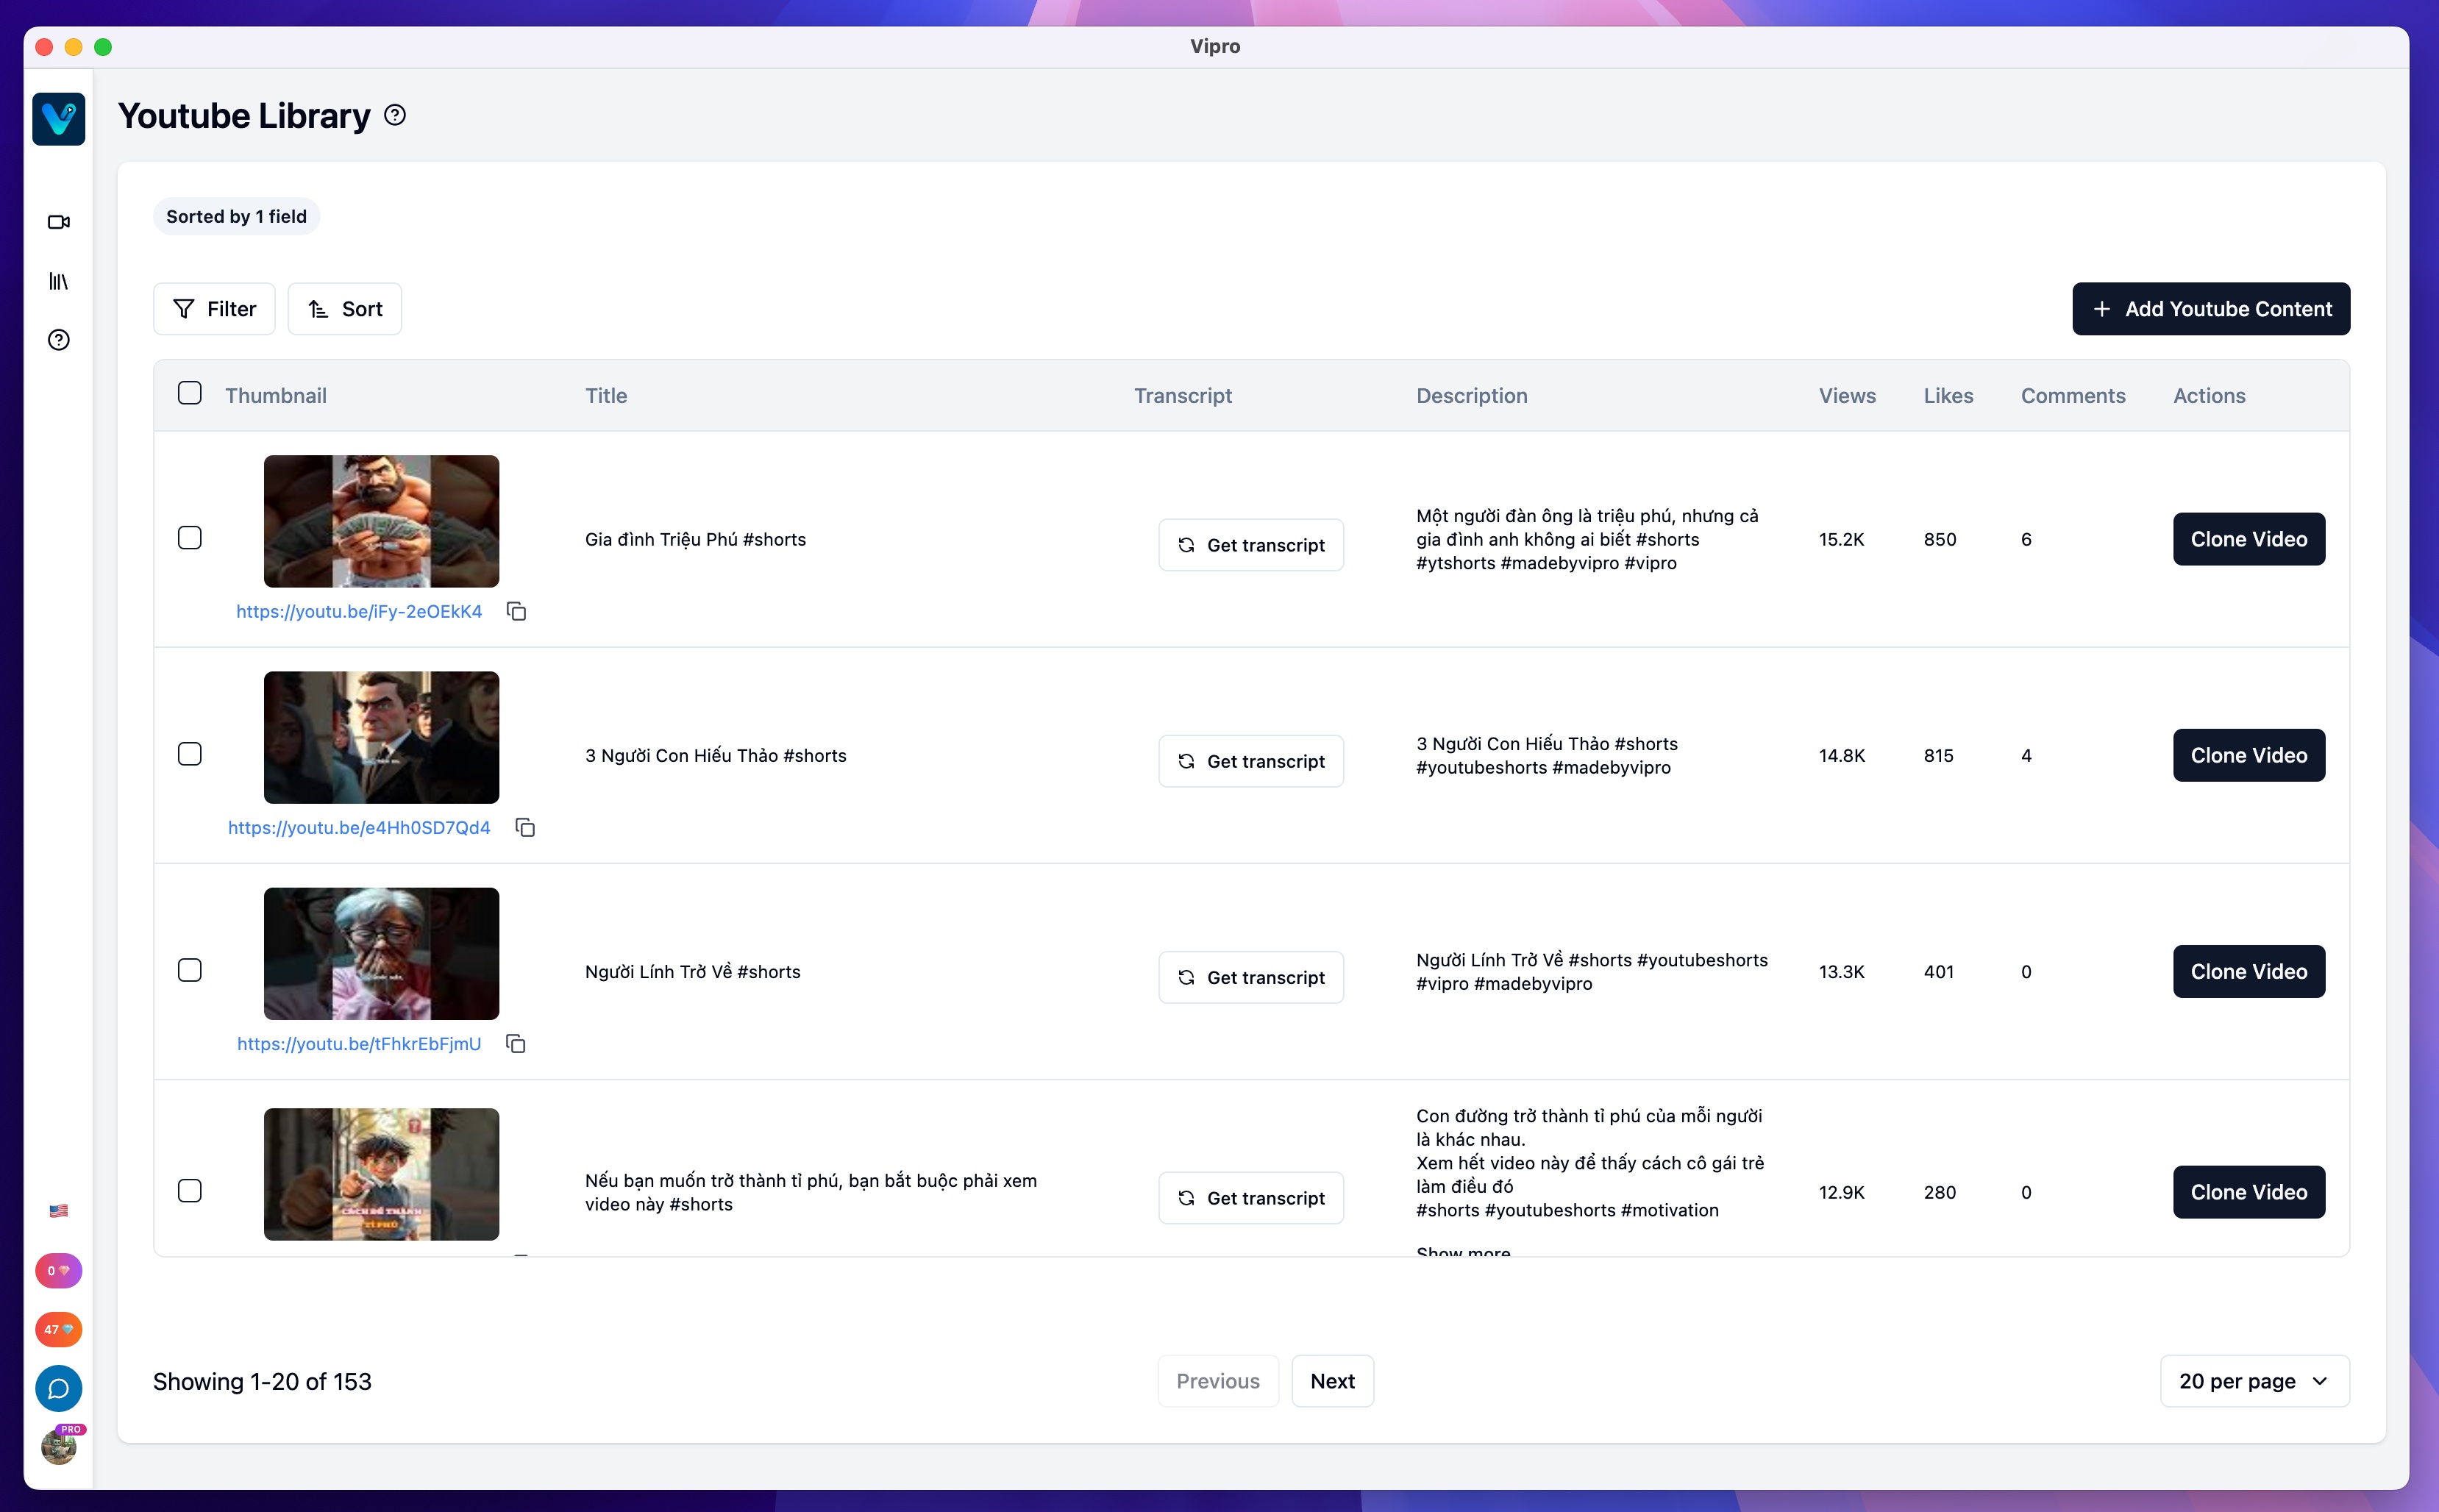 Vipro
Youtube Library
Sorted by 1 field
Filter
Sort
Add Youtube Content
Thumbnail
Title
Transcript
Description
Views
Likes
Comments
Actions
https://youtu.be/iFy-2eOEkK4
Gia đình Triệu Phú #shorts
Get transcript
Một người đàn ông là triệu phú, nhưng cả
gia đình anh không ai biết #shorts
#ytshorts #madebyvipro #vipro
15.2K
850
6
Clone Video
https://youtu.be/e4Hh0SD7Qd4
3 Người Con Hiếu Thảo #shorts
Get transcript
3 Người Con Hiếu Thảo #shorts
#youtubeshorts #madebyvipro
14.8K
815
4
Clone Video
https://youtu.be/tFhkrEbFjmU
Người Lính Trở Về #shorts
Get transcript
Người Lính Trở Về #shorts #youtubeshorts
#vipro #madebyvipro
13.3K
401
0
Clone Video
CÁCH ĐỂ THÀNH
TỈ PHÚ
Nếu bạn muốn trở thành tỉ phú, bạn bắt buộc phải xem
video này #shorts
Get transcript
Con đường trở thành tỉ phú của mỗi người
là khác nhau.
Xem hết video này để thấy cách cô gái trẻ
làm điều đó
#shorts #youtubeshorts #motivation
Show more
12.9K
280
0
Clone Video
0
47
PRO
Showing 1-20 of 153
Previous
Next
20 per page